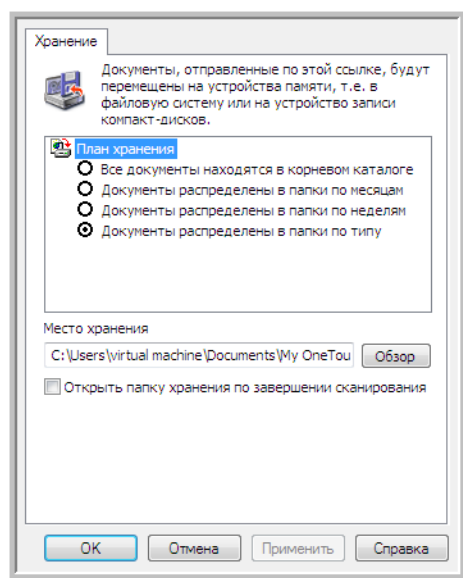 Хранение
Документы, отправленные по этой ссылке, будут
перемещены на устройства памяти, т.е. в
файловую систему или на устройство записи
компакт-дисков.
План хранения
Все документы находятся в корневом каталоге
Документы распределены в папки по месяцам
Документы распределены в папки по неделям
Документы распределены в папки по типу
Место хранения
C:\Users\virtual machine\Documents\My OneTou
Обзор
Открыть папку хранения по завершении сканирования
OK
Отмена
Применить
Справка